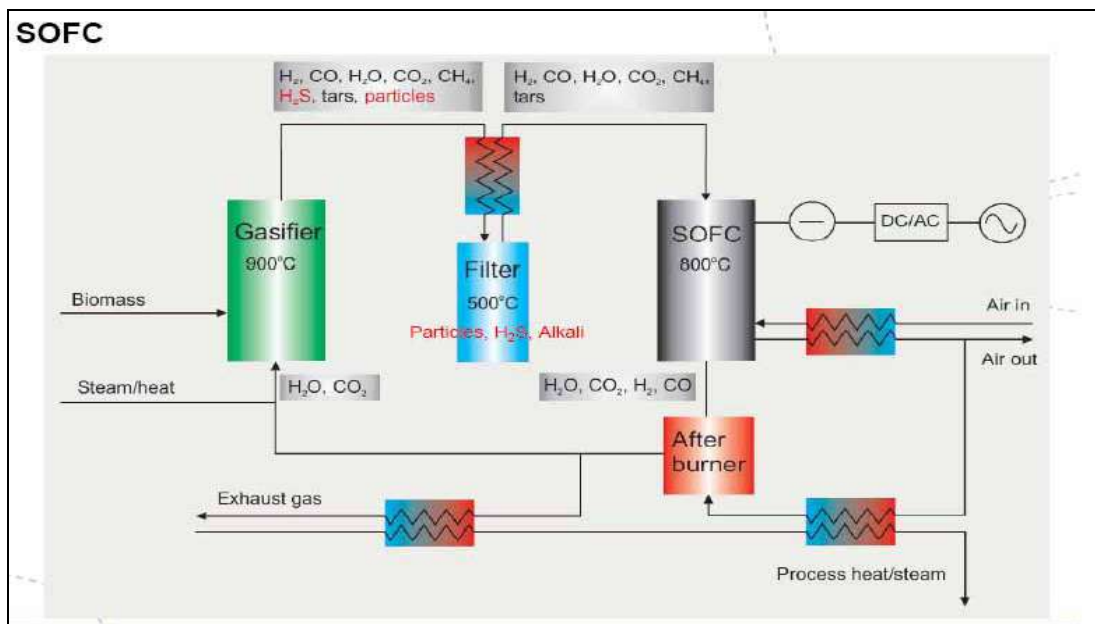 SOFC
H₂, CO, H₂O, CO₂, CH₄,
H₂S, tars, particles
H₂, CO, H₂O, CO₂, CH₄,
tars
Gasifier
900°C
Filter
500°C
Particles, H₂S, Alkali
SOFC
800°C
DC/AC
Biomass
Air in
Air out
Steam/heat
H₂O, CO₂
H₂O, CO₂, H₂, CO
After
burner
Exhaust gas
Process heat/steam